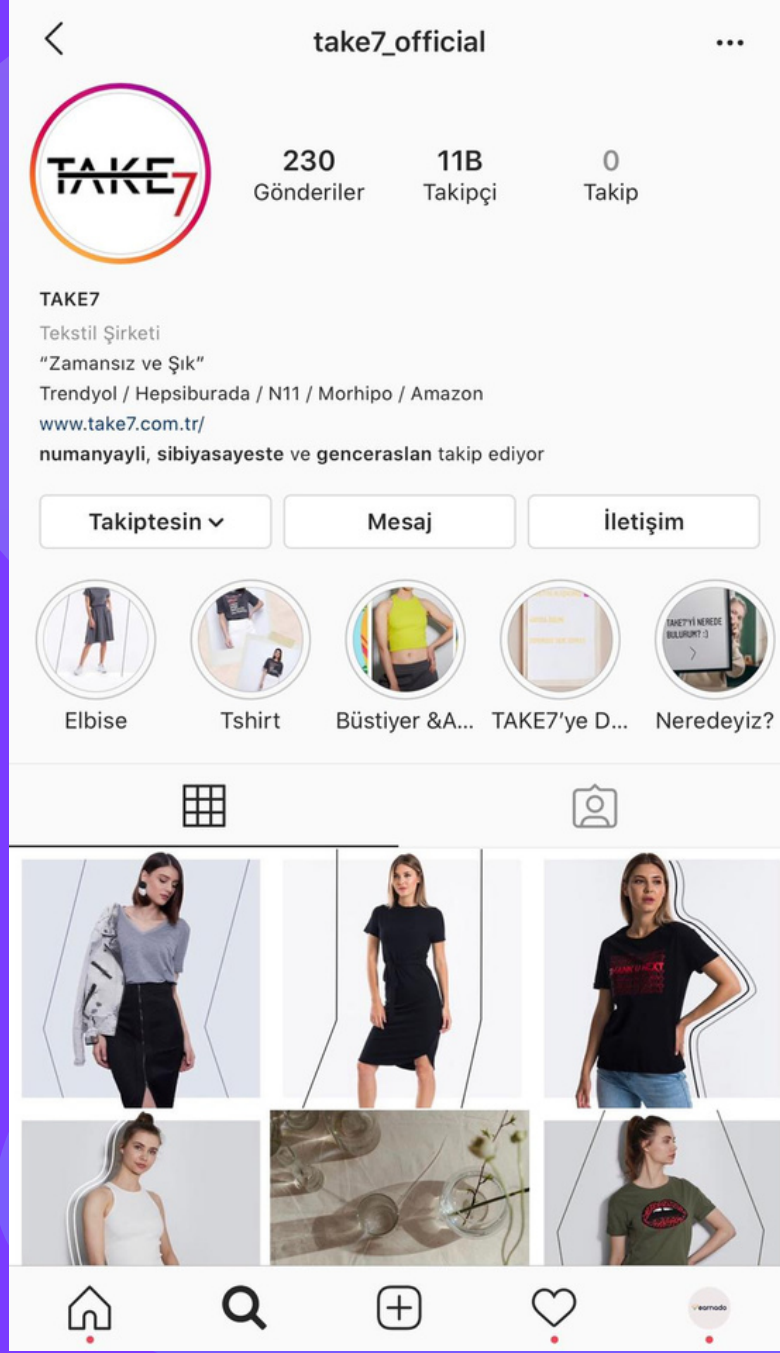 take7_official
TAKE7
230
11B
0
Gönderiler
Takipçi
Takip
TAKE7
Tekstil Şirketi
“Zamansız ve Şık”
Trendyol / Hepsiburada / N11 / Morhipo / Amazon
www.take7.com.tr/
numanyayli, sibiyasayeste ve genceraslan takip ediyor
Takiptesin
Mesaj
İletişim
TAKE7'Yİ NEREDE
BULURUM? :)
Elbise
Tshirt
Büstiyer &A...
TAKE7’ye D...
Neredeyiz?
earnado